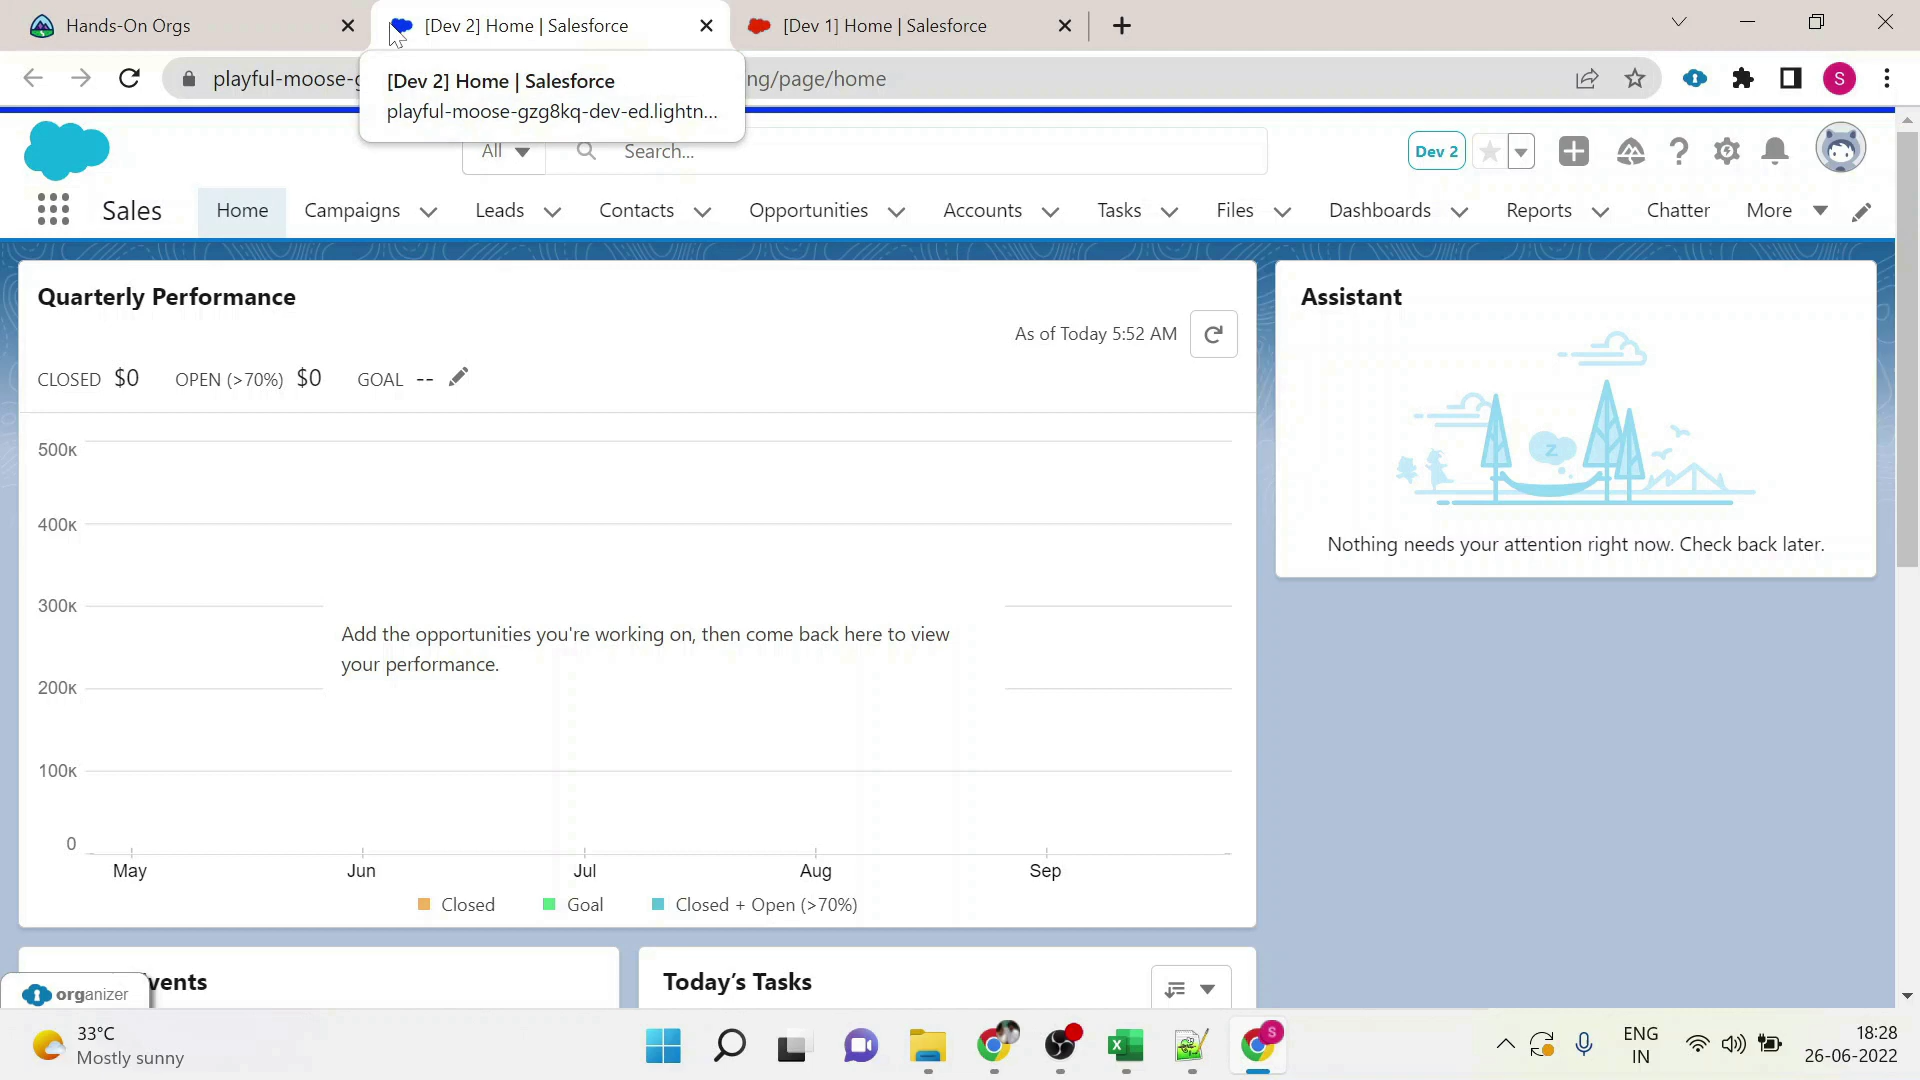 Hands-On Orgs
[Dev 2] Home | Salesforce
[Dev 1] Home | Salesforce
playful-moose-g
ng/page/home
S
[Dev 2] Home | Salesforce
playful-moose-gzg8kq-dev-ed.lightn...
All
Search...
Dev 2
Sales
Home
Campaigns
Leads
Contacts
Opportunities
Accounts
Tasks
Files
Dashboards
Reports
Chatter
More
Quarterly Performance
As of Today 5:52 AM
CLOSED $0 OPEN (>70%) $0 GOAL --
500K
400K
300K
200K
100K
0
Add the opportunities you're working on, then come back here to view
your performance.
May Jun Jul Aug Sep
Closed Goal Closed + Open (>70%)
Assistant
z
Nothing needs your attention right now. Check back later.
vents
Today's Tasks
organizer
33°C
Mostly sunny
S
ENG
IN
18:28
26-06-2022